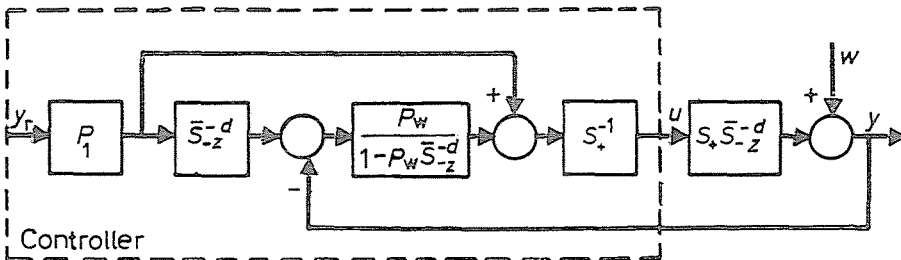 y_r
P_1
S̄_- z^-d
P_w
1-P_w S̄_- z^-d
+
-
S_+^-1
u
S_+ S̄_- z^-d
w
+
y
Controller